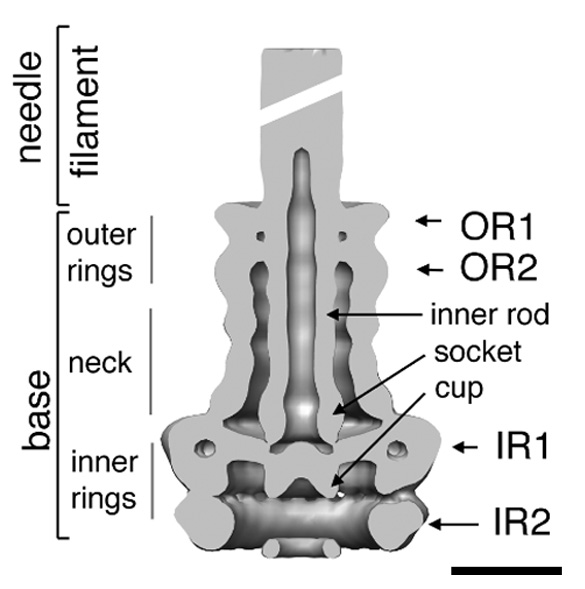 needle
filament
base
outer
rings
neck
inner
rings
OR1
OR2
inner rod
socket
cup
IR1
IR2